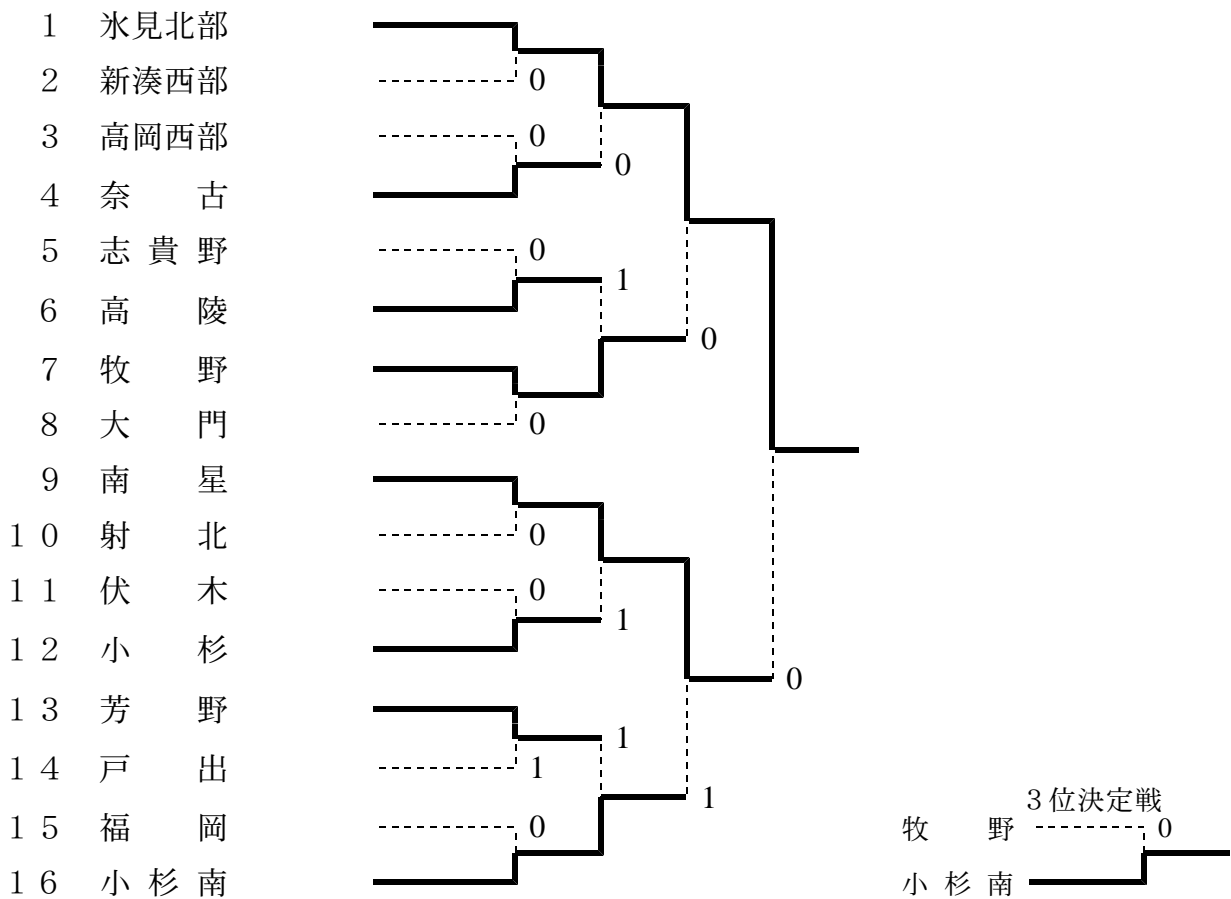 1 氷見北部
2 新湊西部 0
3 高岡西部 0
0
4 奈古
5 志貴野 0
1
6 高陵
0
7 牧野
8 大門 0
9 南星
10 射北 0
11 伏木 0
1
12 小杉
0
13 芳野
1
14 戸出 1
1
3位決定戦
15 福岡 0
牧野 0
16 小杉南
小杉南